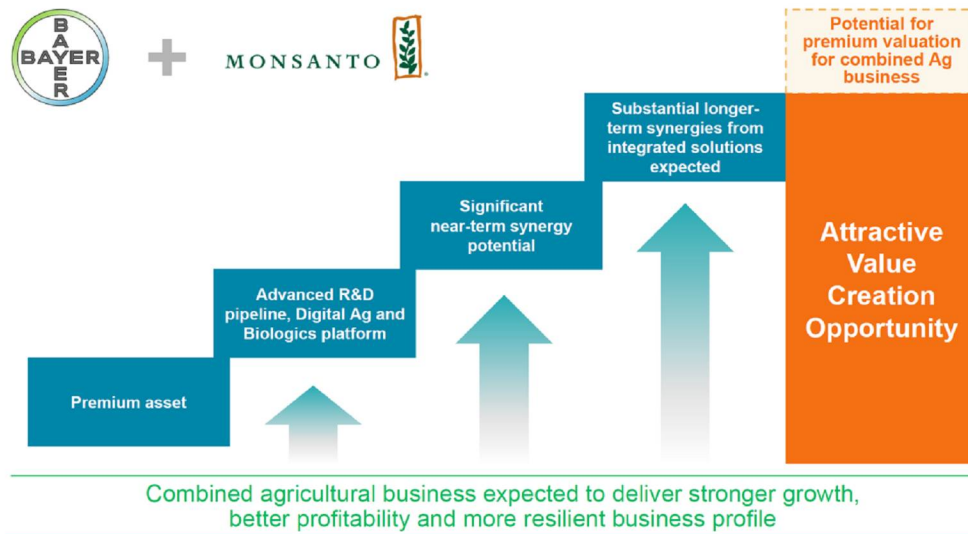 BAYER
BAYER
MONSANTO
Potential for
premium valuation
for combined Ag
business
Substantial longer-
term synergies from
integrated solutions
expected
Significant
near-term synergy
potential
Attractive
Value
Creation
Opportunity
Advanced R&D
pipeline, Digital Ag and
Biologics platform
Premium asset
Combined agricultural business expected to deliver stronger growth,
better profitability and more resilient business profile